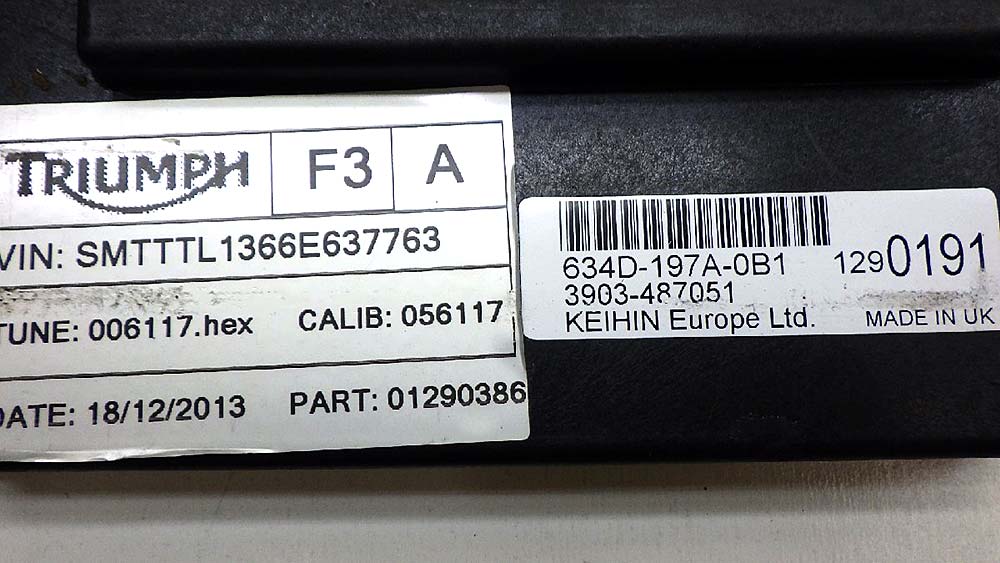 TRIUMPH F3 A
VIN: SMTTTL1366E637763
TUNE: 006117.hex CALIB: 056117
DATE: 18/12/2013 PART: 01290386
634D-197A-0B1 1290191
3903-487051
KEIHIN Europe Ltd. MADE IN UK